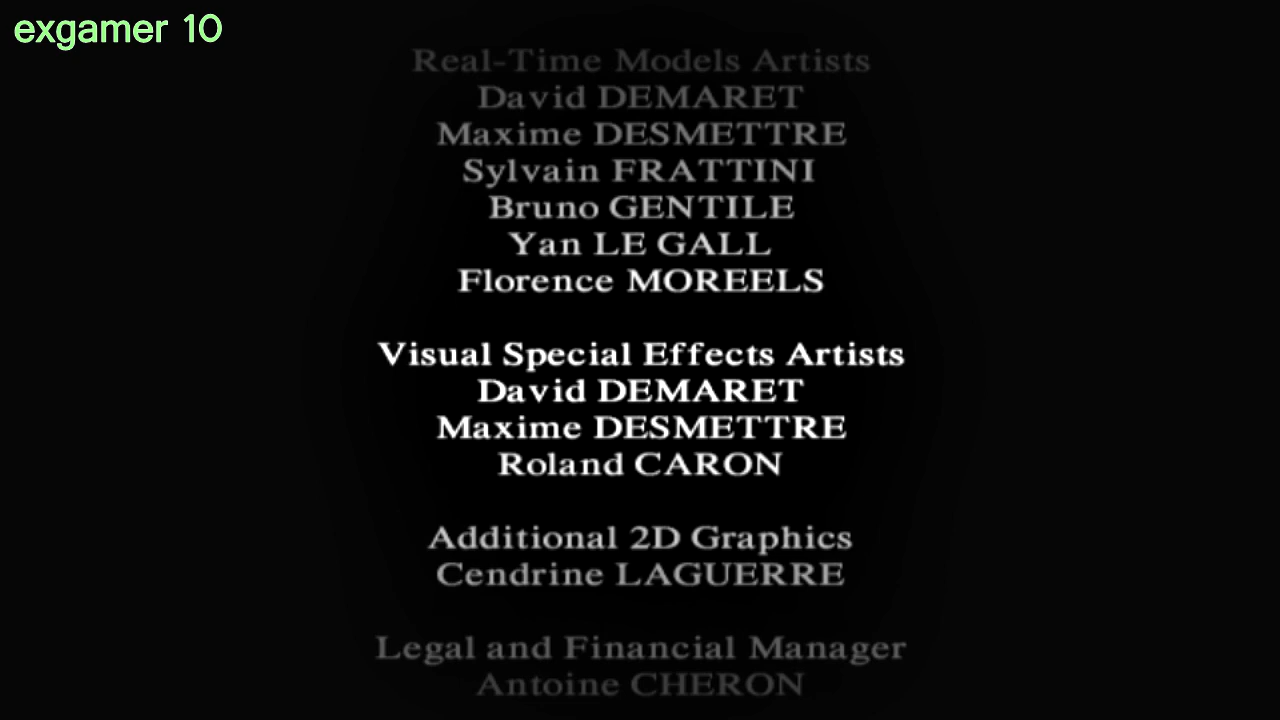 exgamer 10
Real-Time Models Artists
David DEMARET
Maxime DESMETTRE
Sylvain FRATTINI
Bruno GENTILE
Yan LE GALL
Florence MOREELS
Visual Special Effects Artists
David DEMARET
Maxime DESMETTRE
Roland CARON
Additional 2D Graphics
Cendrine LAGUERRE
Legal and Financial Manager
Antoine CHERON